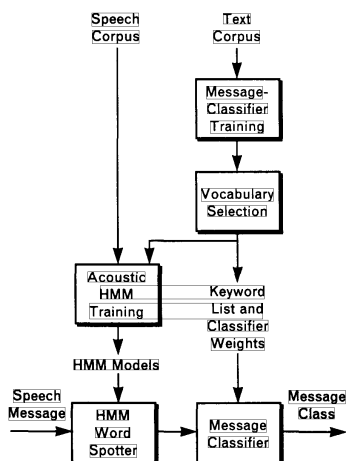 Speech
Corpus
Text
Corpus
Message-
Classifier
Training
Vocabulary
Selection
Acoustic
HMM
Training
Keyword
List and
Classifier
Weights
HMM Models
Speech
Message
HMM
Word
Spotter
Message
Classifier
Message
Class